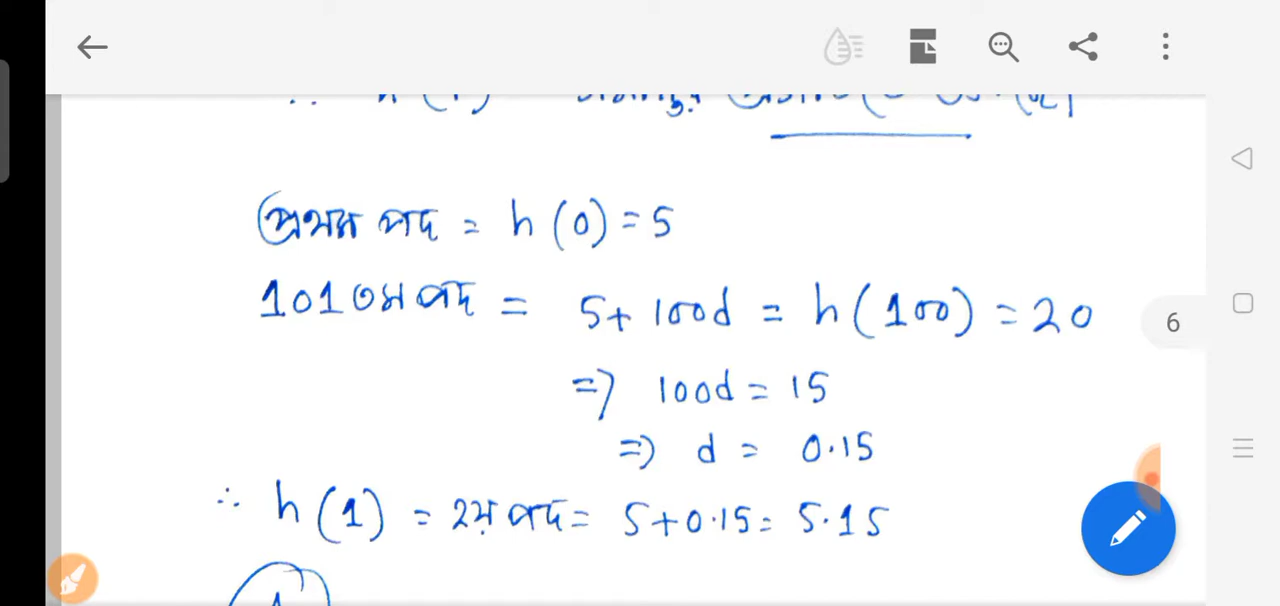 ∴ h
প্রথম পদ = h (0) = 5
101তম পদ = 5 + 100d = h (100) = 20
=> 100d = 15
=> d = 0.15
∴ h (1) = 2য় পদ = 5 + 0.15 = 5.15
6